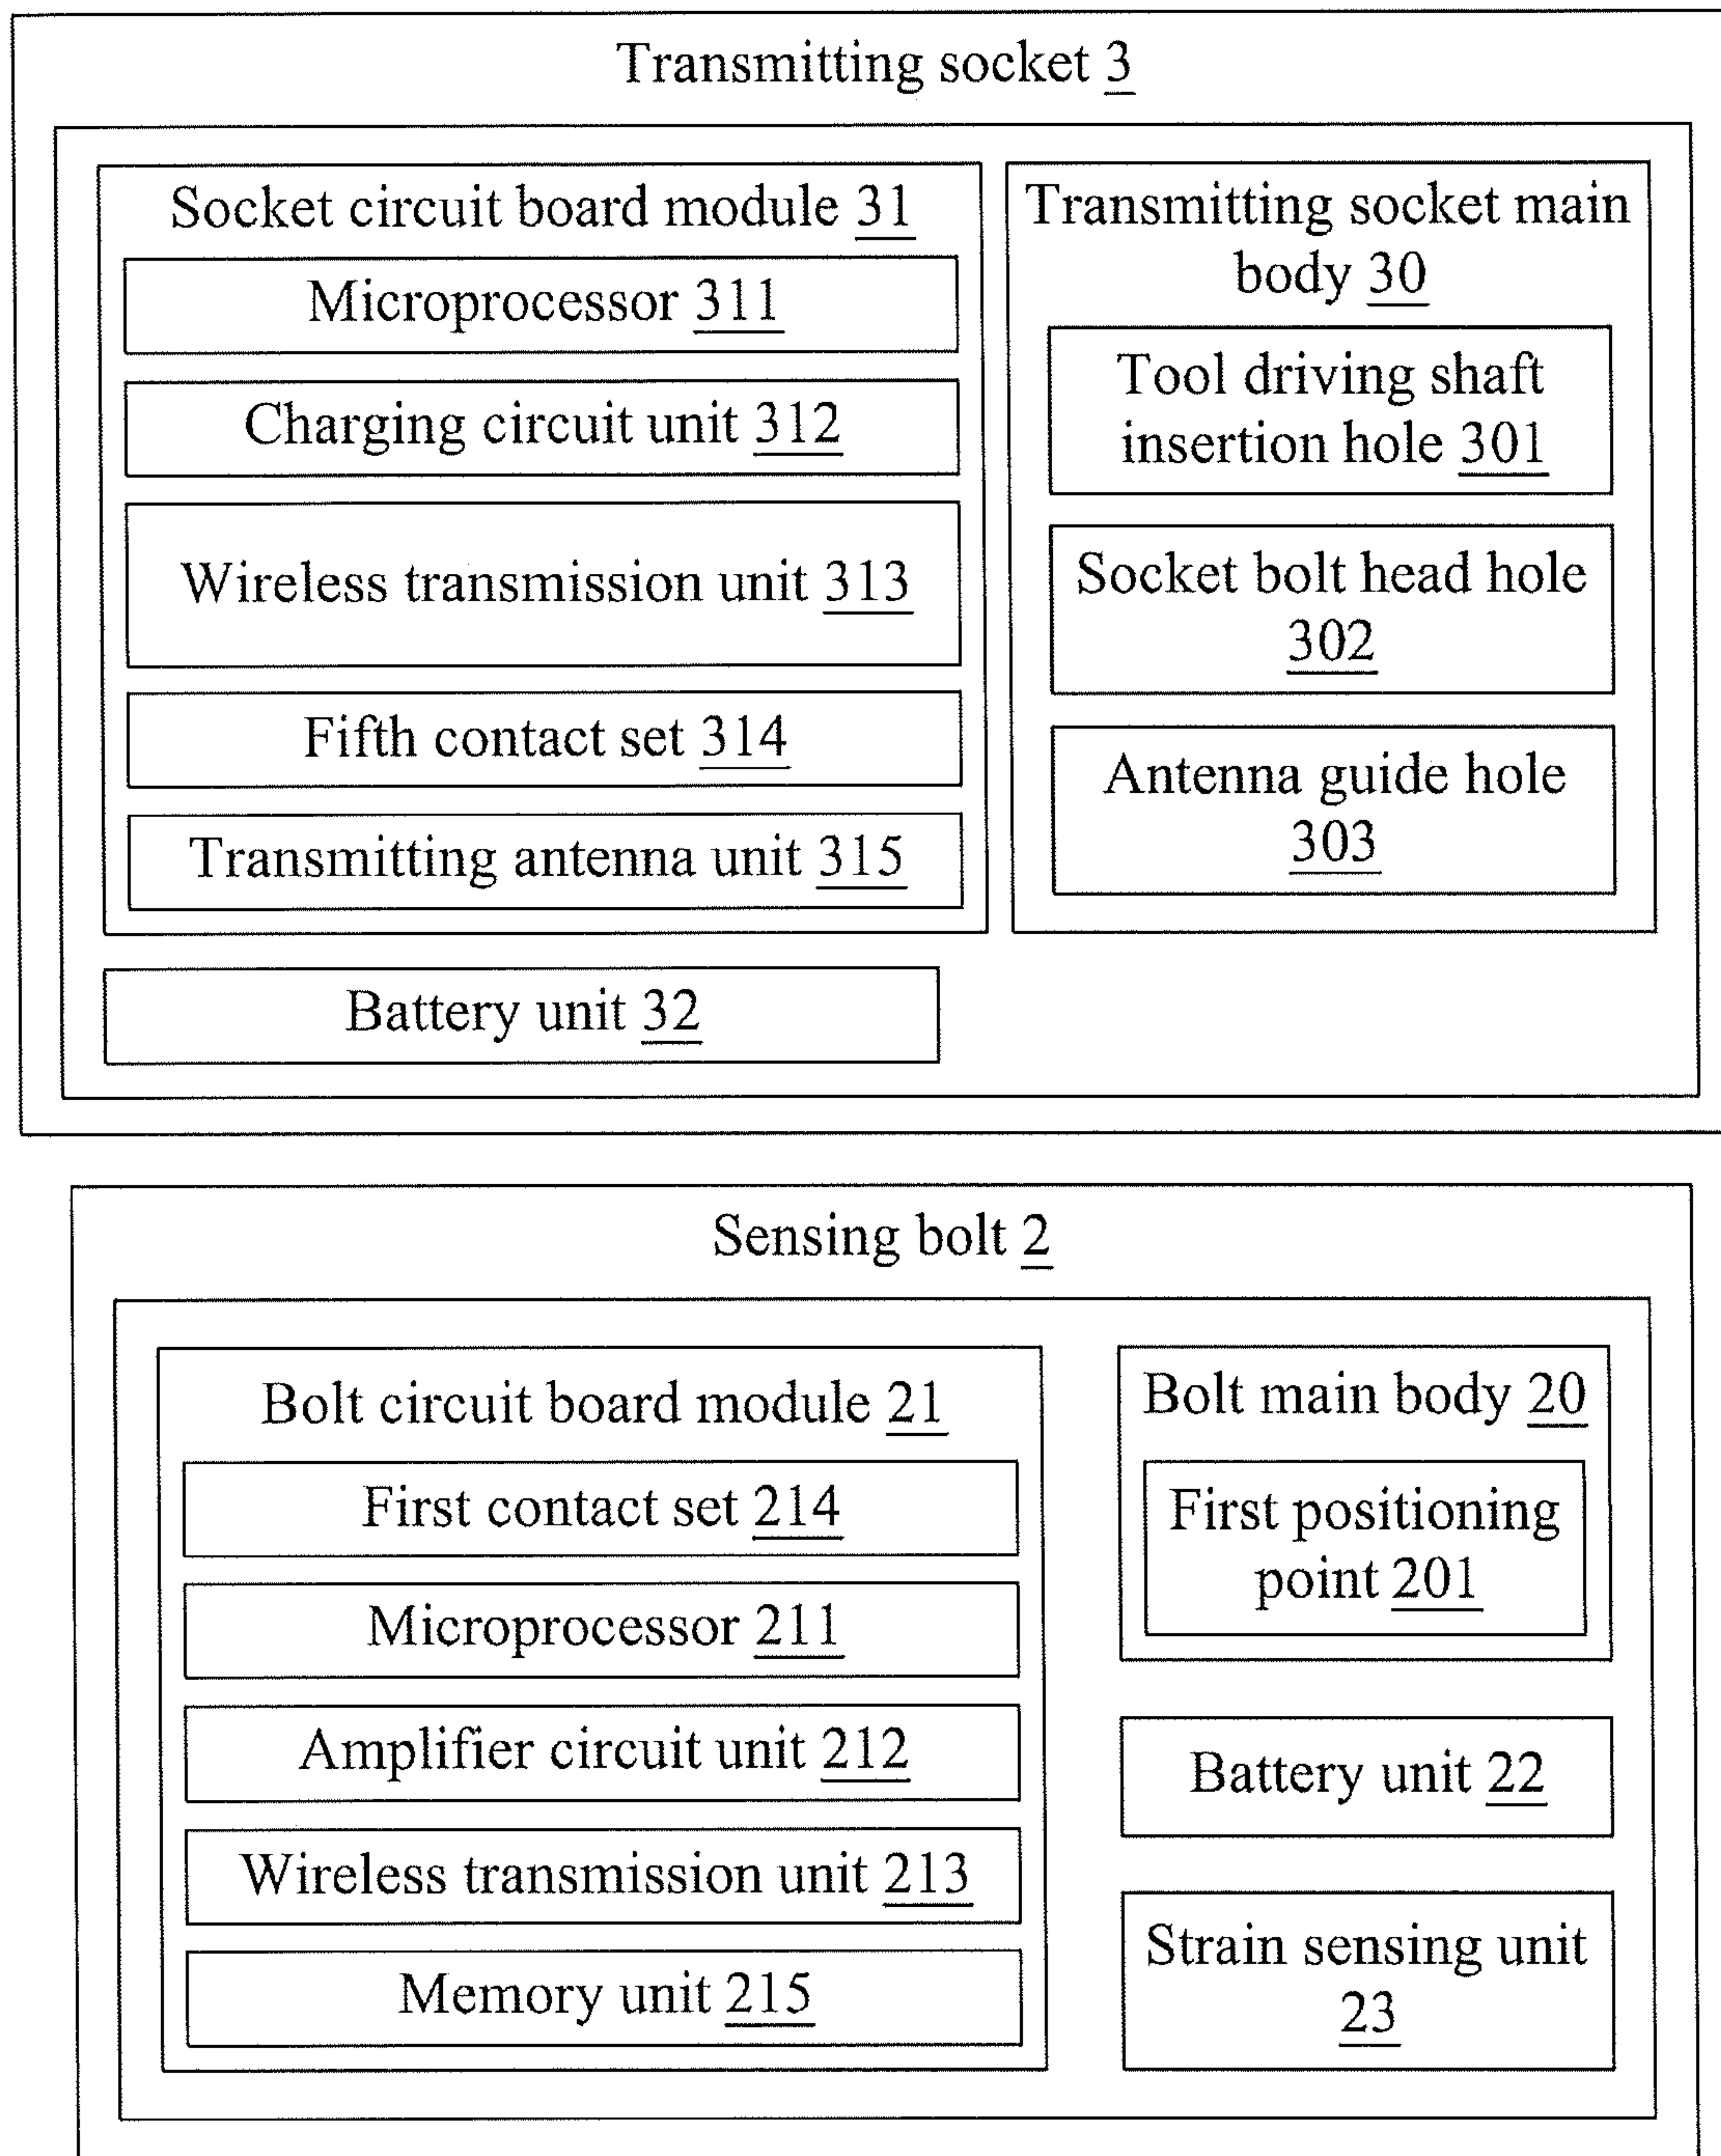 Transmitting socket 3
Socket circuit board module 31
Microprocessor 311
Charging circuit unit 312
Wireless transmission unit 313
Fifth contact set 314
Transmitting antenna unit 315
Battery unit 32
Transmitting socket main
body 30
Tool driving shaft
insertion hole 301
Socket bolt head hole
302
Antenna guide hole
303
Sensing bolt 2
Bolt circuit board module 21
First contact set 214
Microprocessor 211
Amplifier circuit unit 212
Wireless transmission unit 213
Memory unit 215
Bolt main body 20
First positioning
point 201
Battery unit 22
Strain sensing unit
23